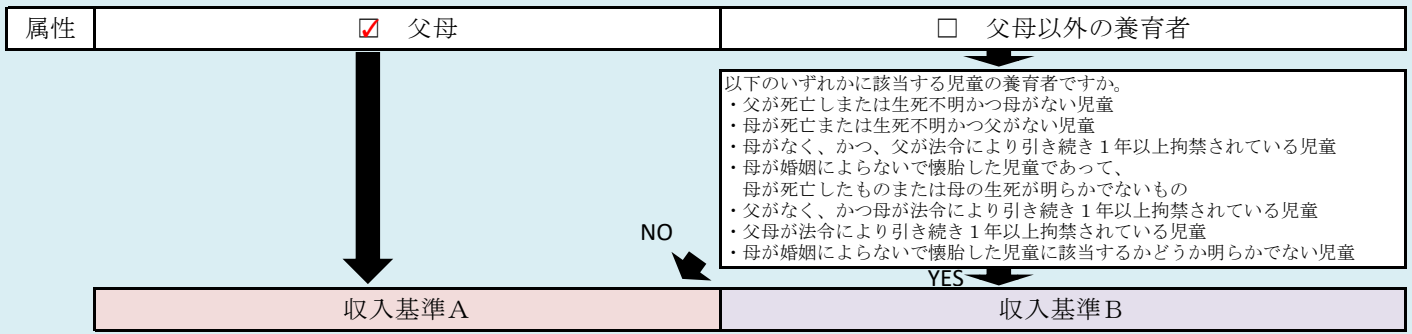 属性 ☑ 父母 □ 父母以外の養育者
以下のいずれかに該当する児童の養育者ですか。
・父が死亡しまたは生死不明かつ母がない児童
・母が死亡または生死不明かつ父がない児童
・母がなく、かつ、父が法令により引き続き１年以上拘禁されている児童
・母が婚姻によらないで懐胎した児童であって、
母が死亡したものまたは母の生死が明らかでないもの
・父がなく、かつ母が法令により引き続き１年以上拘禁されている児童
・父母が法令により引き続き１年以上拘禁されている児童
・母が婚姻によらないで懐胎した児童に該当するかどうか明らかでない児童
NO
YES
収入基準Ａ 収入基準Ｂ